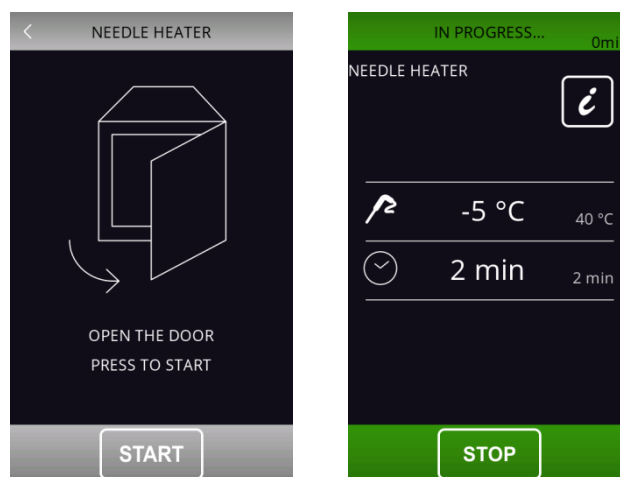 NEEDLE HEATER
OPEN THE DOOR
PRESS TO START
START
IN PROGRESS...
0mi
NEEDLE HEATER
i
-5 °C 40 °C
2 min 2 min
STOP